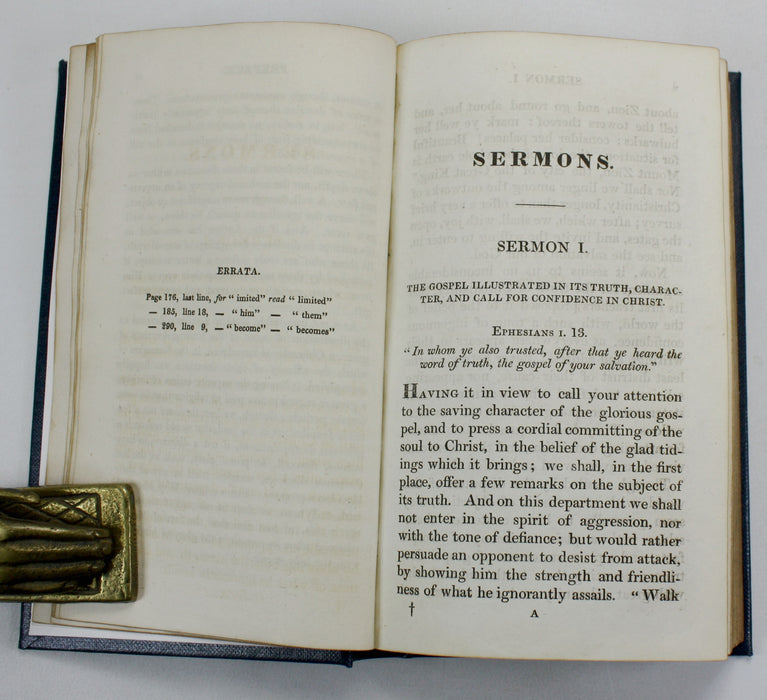 ERRATA.
Page 176, last line, for “ imited” read “ limited”
— 185, line 18, — “ him” — “ them”
— 290, line 9, — “ become” — “ becomes”
SERMONS.
SERMON I.
THE GOSPEL ILLUSTRATED IN ITS TRUTH, CHARAC-
TER, AND CALL FOR CONFIDENCE IN CHRIST.
EPHESIANS I. 13.
“ In whom ye also trusted, after that ye heard the
word of truth, the gospel of your salvation.”
HAVING it in view to call your attention
to the saving character of the glorious gos-
pel, and to press a cordial committing of the
soul to Christ, in the belief of the glad tid-
ings which it brings; we shall, in the first
place, offer a few remarks on the subject of
its truth. And on this department we shall
not enter in the spirit of aggression, nor
with the tone of defiance; but would rather
persuade an opponent to desist from attack,
by showing him the strength and friendli-
ness of what he ignorantly assails. “ Walk
† A